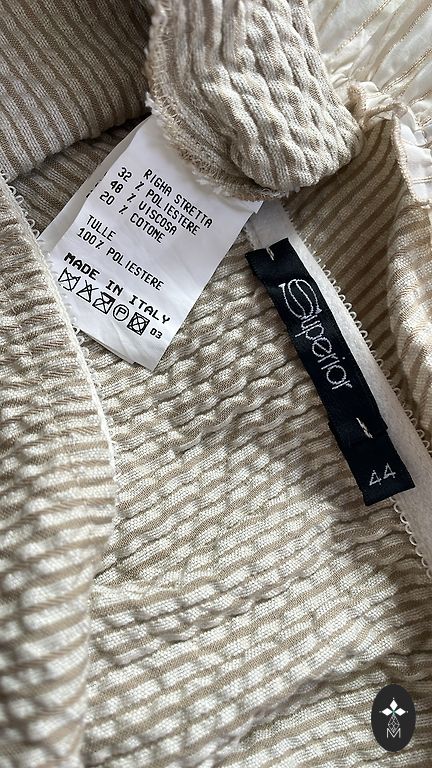 RIGHA STRETTA
32 % POLIESTERE
48 % VISCOSA
20 % COTONE
TULLE
100% POLIESTERE
MADE IN ITALY
P 03
Superior
44
M